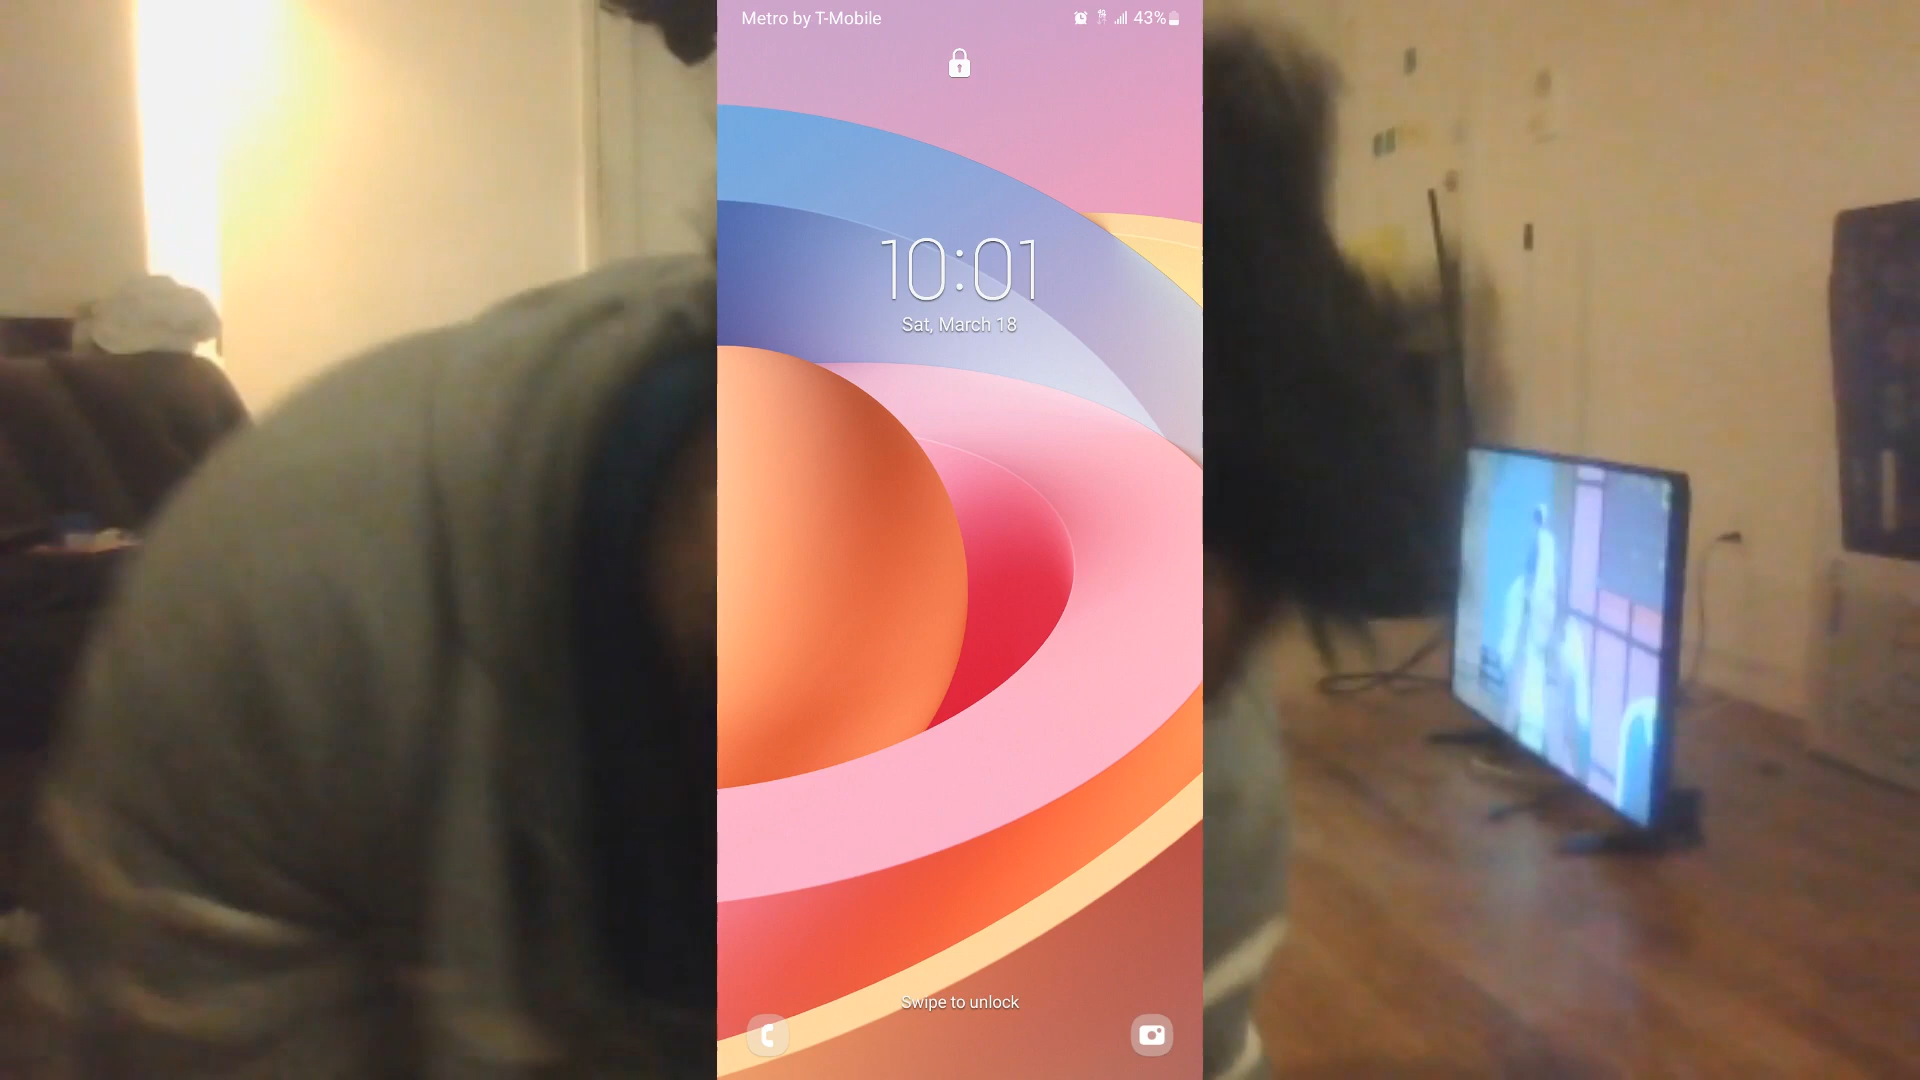 Metro by T-Mobile
43%
10:01
Sat, March 18
Swipe to unlock